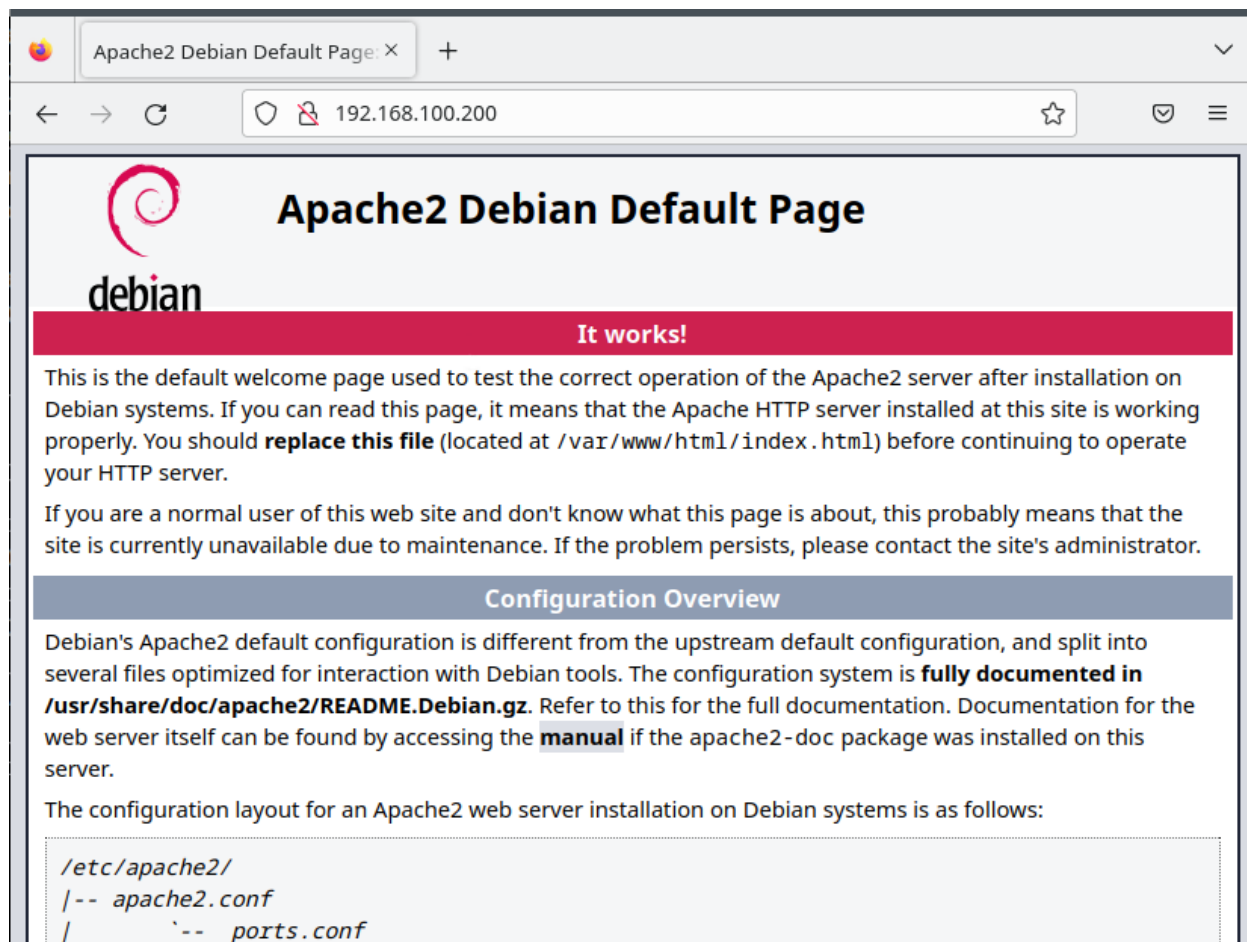 Apache2 Debian Default Page:
192.168.100.200
debian
Apache2 Debian Default Page
It works!
This is the default welcome page used to test the correct operation of the Apache2 server after installation on
Debian systems. If you can read this page, it means that the Apache HTTP server installed at this site is working
properly. You should replace this file (located at /var/www/html/index.html) before continuing to operate
your HTTP server.
If you are a normal user of this web site and don't know what this page is about, this probably means that the
site is currently unavailable due to maintenance. If the problem persists, please contact the site's administrator.
Configuration Overview
Debian's Apache2 default configuration is different from the upstream default configuration, and split into
several files optimized for interaction with Debian tools. The configuration system is fully documented in
/usr/share/doc/apache2/README.Debian.gz. Refer to this for the full documentation. Documentation for the
web server itself can be found by accessing the manual if the apache2-doc package was installed on this
server.
The configuration layout for an Apache2 web server installation on Debian systems is as follows:
/etc/apache2/
|-- apache2.conf
|       `--  ports.conf